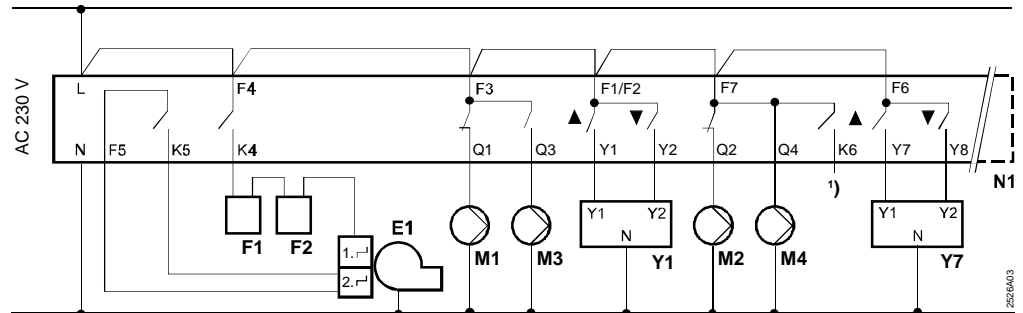 AC 230 V
L F4 F3 F1/F2 F7 F6
▲ ▼ ▲ ▼
N F5 K5 K4 Q1 Q3 Y1 Y2 Q2 Q4 K6 Y7 Y8
N1
1)
Y1 Y2 Y1 Y2
F1 F2 E1 M1 M3 N Y1 M2 M4 N Y7
1.
2.
2526A03